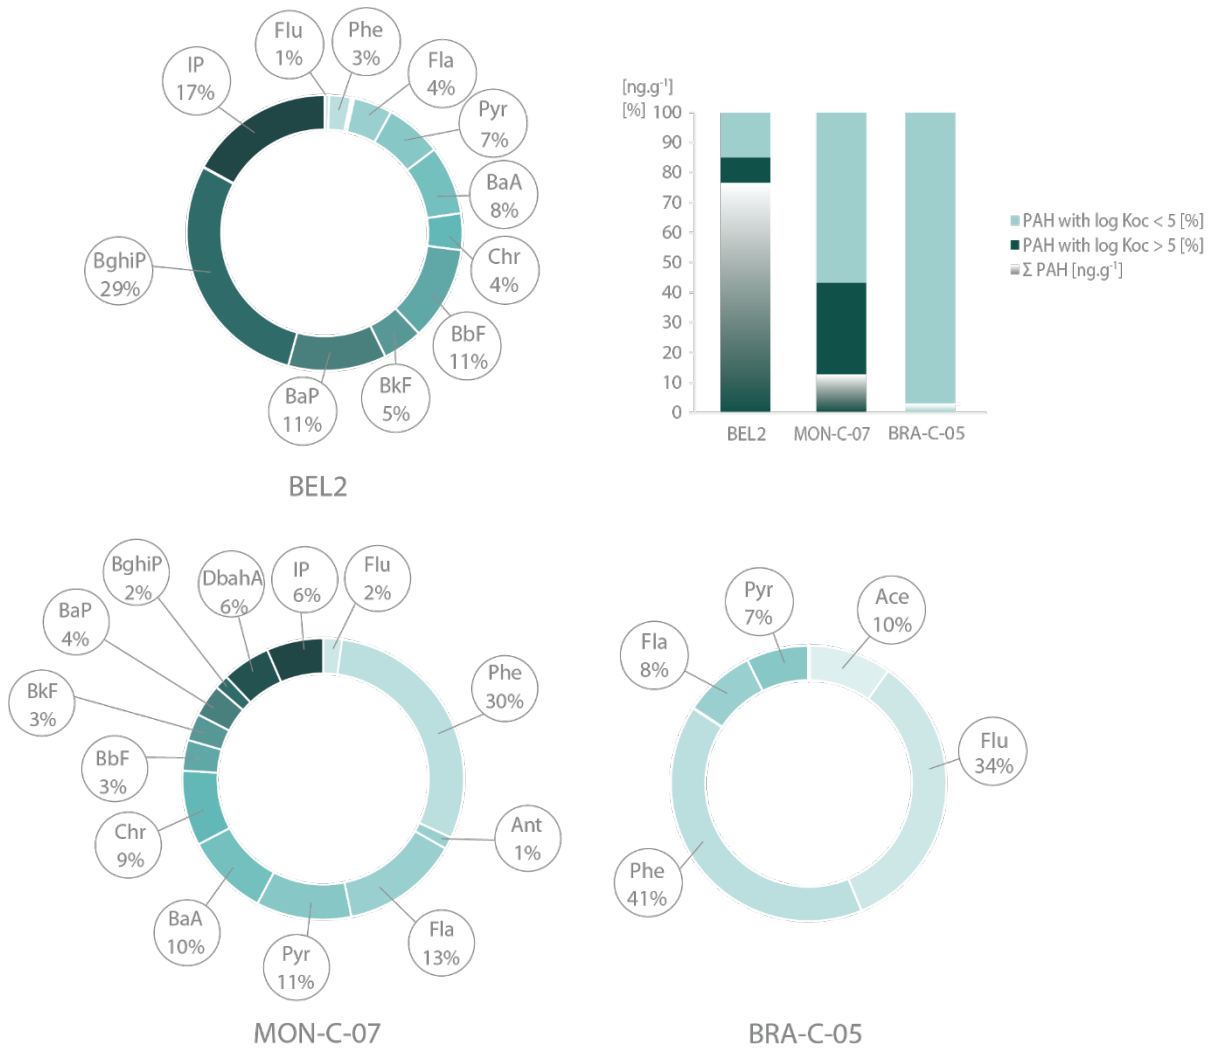 Flu
1%
Phe
3%
Fla
4%
Pyr
7%
BaA
8%
Chr
4%
BbF
11%
BkF
5%
BaP
11%
BghiP
29%
IP
17%
BEL2
[ng.g⁻¹]
[%]
100
90
80
70
60
50
40
30
20
10
0
BEL2
MON-C-07
BRA-C-05
PAH with log Koc < 5 [%]
PAH with log Koc > 5 [%]
Σ PAH [ng.g⁻¹]
Flu
2%
Phe
30%
Ant
1%
Fla
13%
Pyr
11%
BaA
10%
Chr
9%
BbF
3%
BkF
3%
BaP
4%
BghiP
2%
DbahA
6%
IP
6%
MON-C-07
Ace
10%
Flu
34%
Phe
41%
Fla
8%
Pyr
7%
BRA-C-05